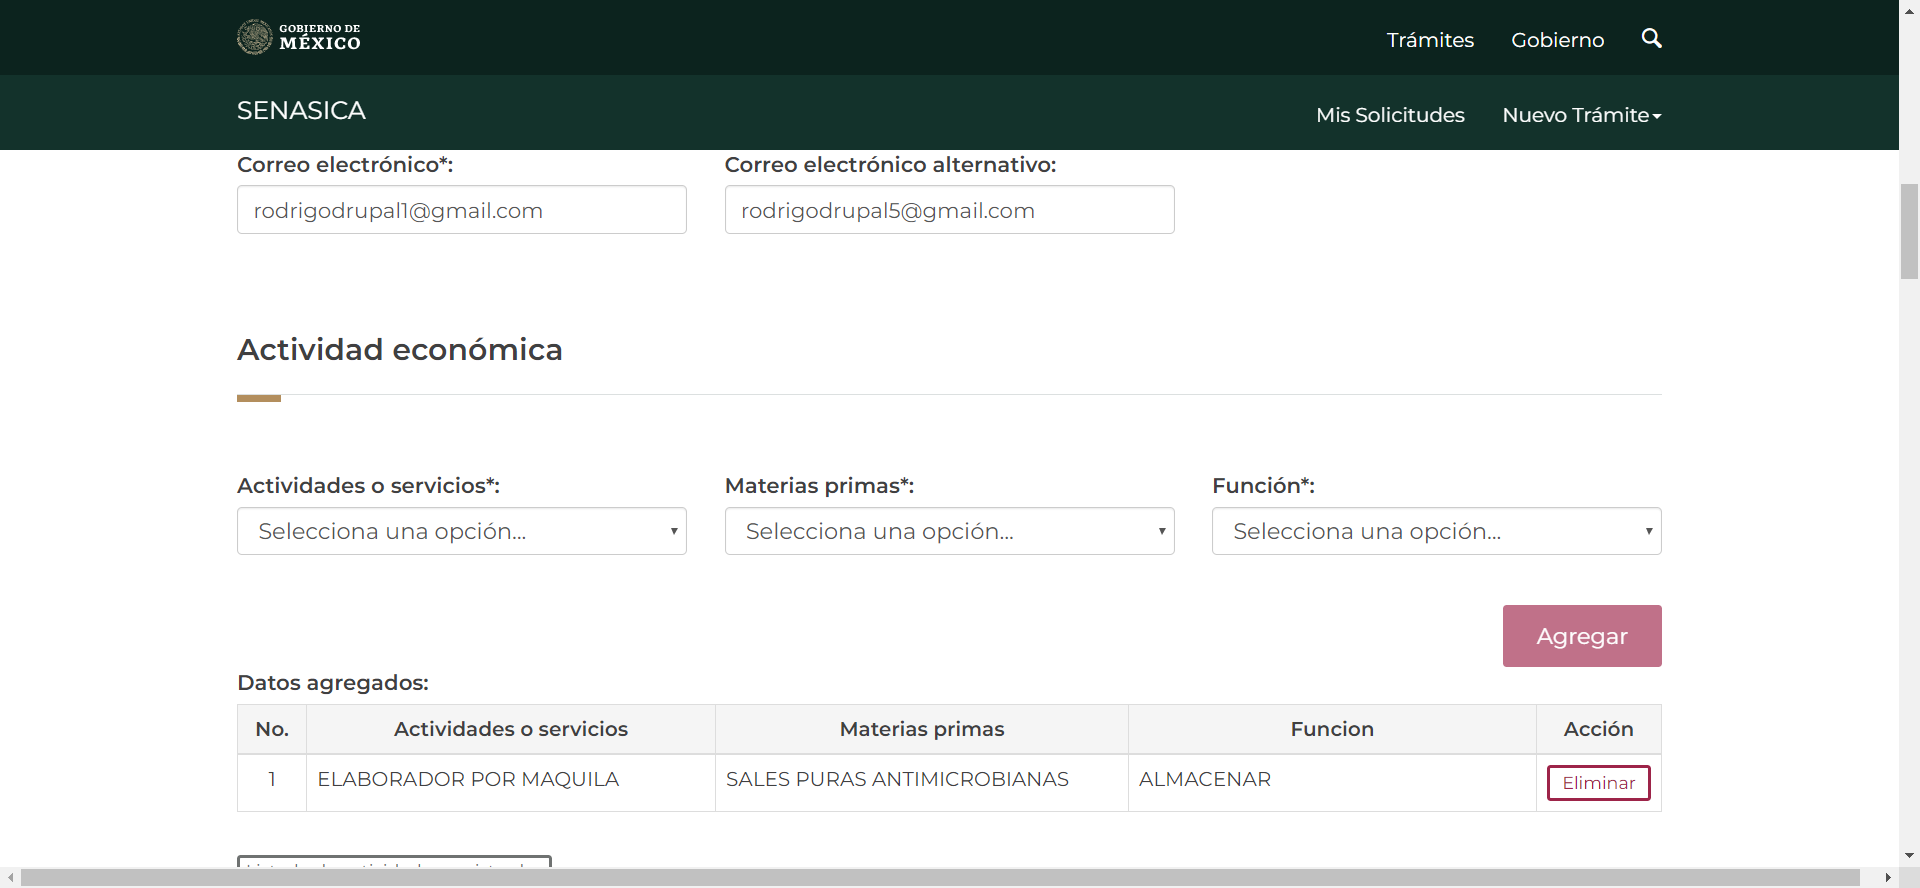 GOBIERNO DE
MÉXICO
Trámites Gobierno
SENASICA
Mis Solicitudes Nuevo Trámite
Correo electrónico*: Correo electrónico alternativo:
rodrigodrupal1@gmail.com rodrigodrupal5@gmail.com
Actividad económica
Actividades o servicios*: Materias primas*: Función*:
Selecciona una opción... Selecciona una opción... Selecciona una opción...
Agregar
Datos agregados:
No. Actividades o servicios Materias primas Funcion Acción
1 ELABORADOR POR MAQUILA SALES PURAS ANTIMICROBIANAS ALMACENAR Eliminar